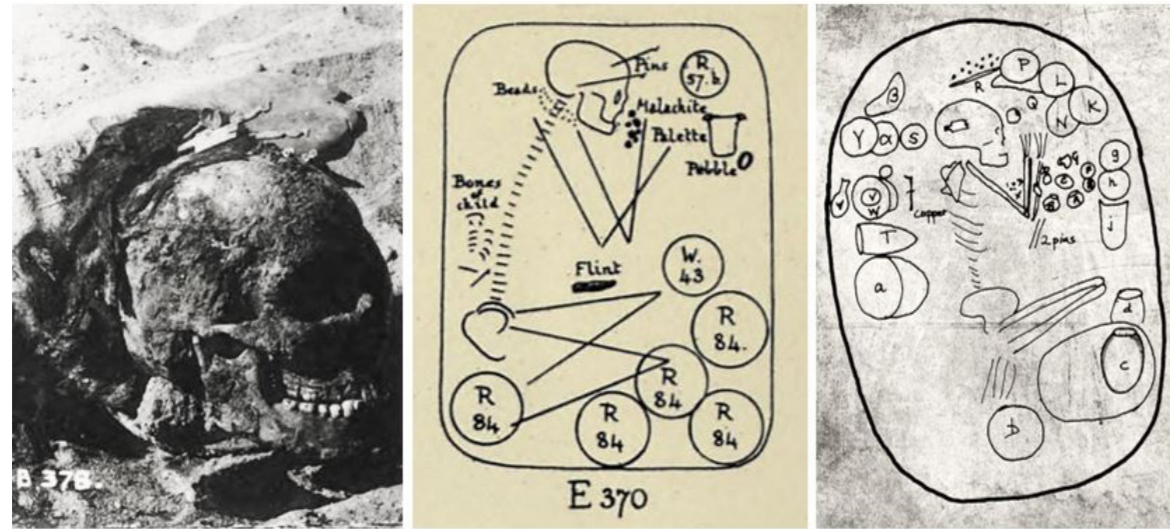 B 37B.
Pins
R
57.b
Beads
Malachite
Palette
Pebble
Bones
of
child
Flint
W.
43
R
84.
R
84
R
84
R
84
R
84
E 370
P
L
K
N
R
Q
β
Y
α
S
g
h
j
V
W
copper
T
2 pins
a
d
c
b